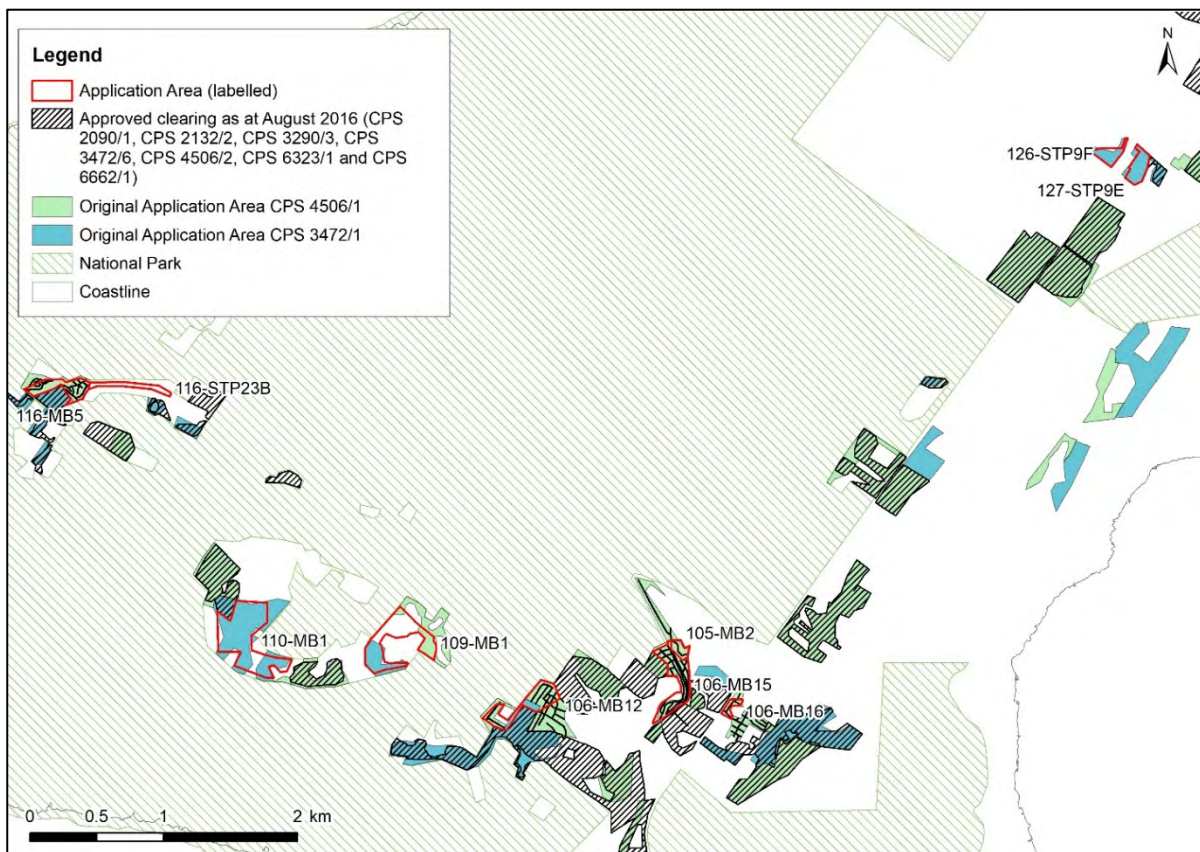 Legend
Application Area (labelled)
Approved clearing as at August 2016 (CPS
2090/1, CPS 2132/2, CPS 3290/3, CPS
3472/6, CPS 4506/2, CPS 6323/1 and CPS
6662/1)
Original Application Area CPS 4506/1
Original Application Area CPS 3472/1
National Park
Coastline
N
126-STP9F
127-STP9E
116-STP23B
116-MB5
110-MB1
109-MB1
105-MB2
106-MB15
106-MB12
106-MB16
0 0.5 1 2 km